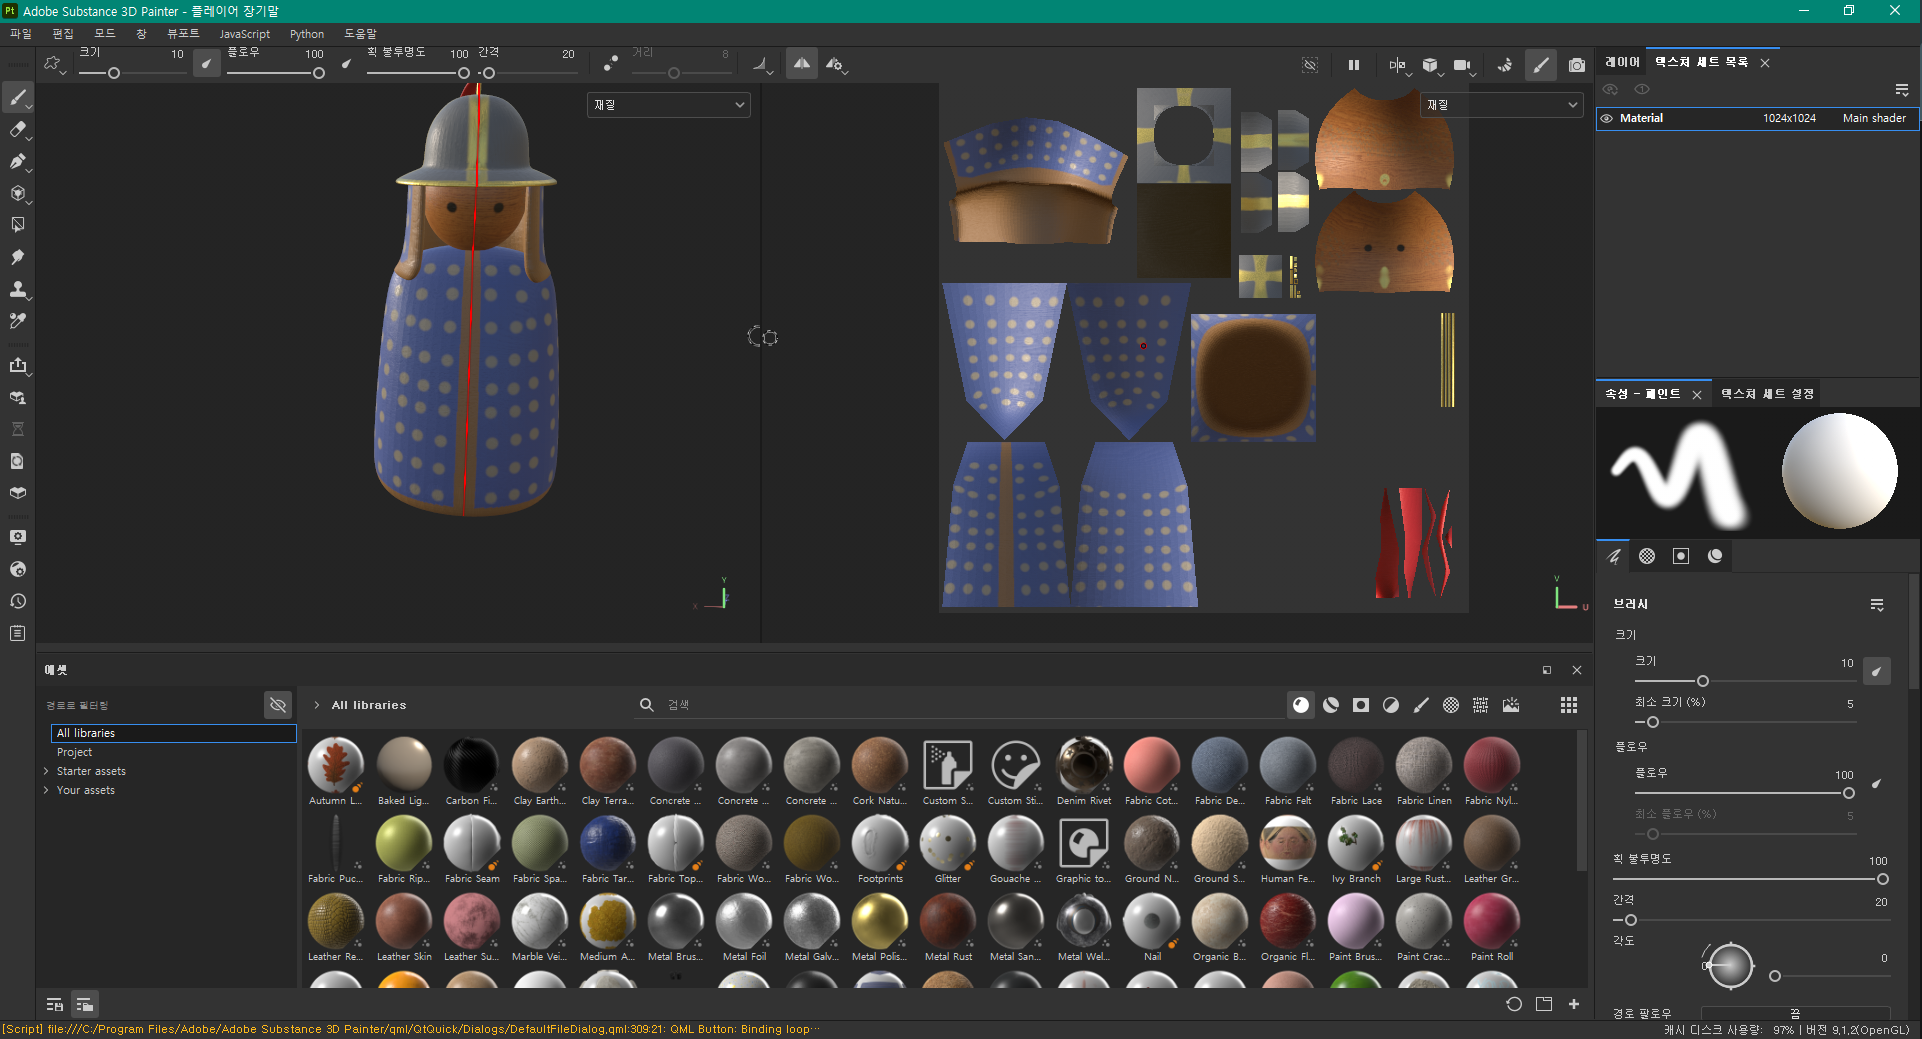 Pt Adobe Substance 3D Painter - 플레이어 장기말
파일 편집 모드 창 뷰포트 JavaScript Python 도움말
크기 10 플로우 100 획 불투명도 100 간격 20 거리 8
재질
재질
Y
X
Z
V
U
레이어 텍스처 세트 목록
Material 1024x1024 Main shader
속성 - 페인트 텍스처 세트 설정
브러시
크기
크기 10
최소 크기 (%) 5
플로우
플로우 100
최소 플로우 (%) 5
획 불투명도 100
간격 20
각도
0 0
경로 팔로우 끔
에셋
경로로 필터링
All libraries
Project
Starter assets
Your assets
All libraries
검색
Autumn L... Baked Lig... Carbon Fi... Clay Earth... Clay Terra... Concrete ... Concrete ... Concrete ... Cork Natu... Custom S... Custom Sti... Denim Rivet Fabric Cot... Fabric De... Fabric Felt Fabric Lace Fabric Linen Fabric Nyl...
Fabric Puc... Fabric Rip... Fabric Seam Fabric Spa... Fabric Tar... Fabric Top... Fabric Wo... Fabric Wo... Footprints Glitter Gouache ... Graphic to... Ground N... Ground S... Human Fe... Ivy Branch Large Rust... Leather Gr...
Leather Re... Leather Skin Leather Su... Marble Vei... Medium A... Metal Brus... Metal Foil Metal Galv... Metal Polis... Metal Rust Metal San... Metal Wel... Nail Organic B... Organic Fl... Paint Brus... Paint Crac... Paint Roll
[Script] file:///C:/Program Files/Adobe/Adobe Substance 3D Painter/qml/QtQuick/Dialogs/DefaultFileDialog.qml:309:21: QML Button: Binding loop…
캐시 디스크 사용량: 97% | 버전 9.1.2(OpenGL)